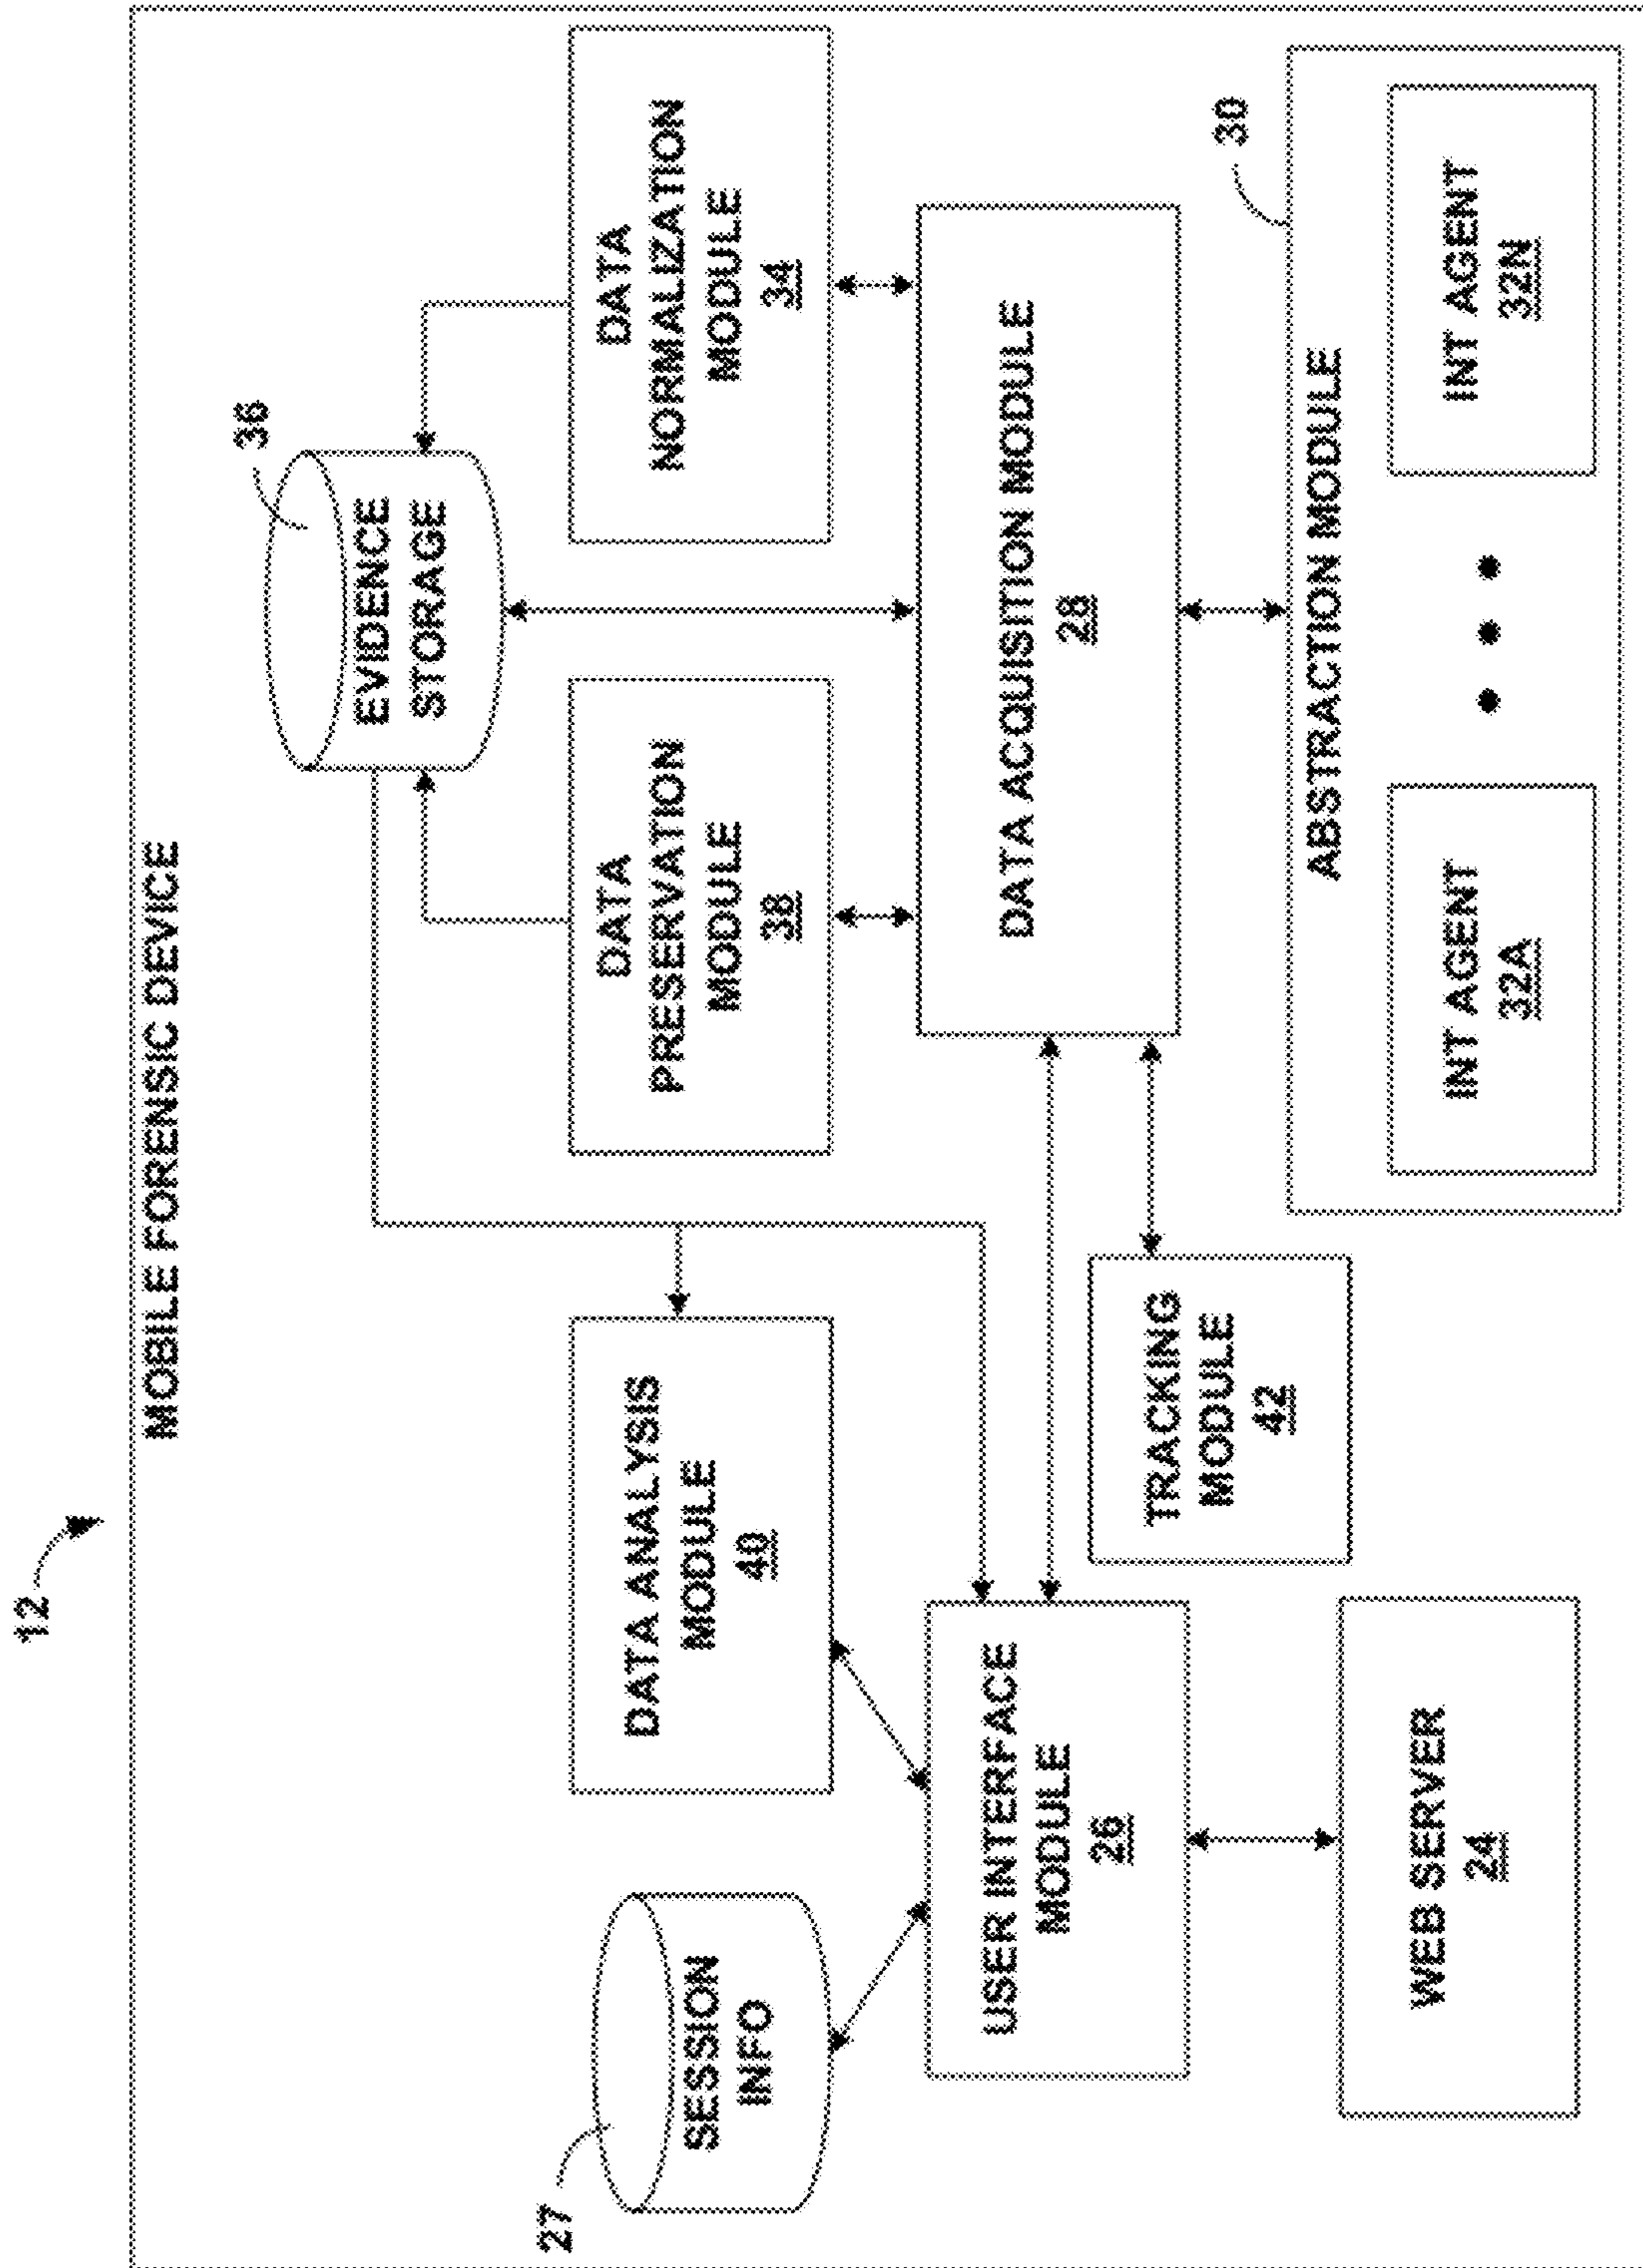 12
MOBILE FORENSIC DEVICE
36
EVIDENCE
STORAGE
27
SESSION
INFO
DATA ANALYSIS
MODULE
40
DATA
PRESERVATION
MODULE
38
DATA
NORMALIZATION
MODULE
34
USER INTERFACE
MODULE
26
DATA ACQUISITION MODULE
28
TRACKING
MODULE
42
30
WEB SERVER
24
ABSTRACTION MODULE
INT AGENT
32A
INT AGENT
32N